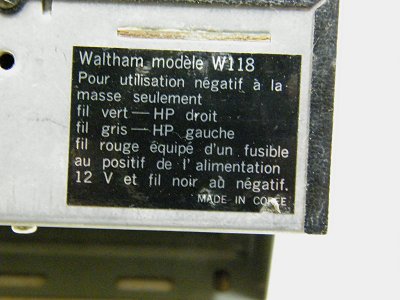 Waltham modèle W118
Pour utilisation négatif à la
masse seulement
fil vert — HP droit
fil gris — HP gauche
fil rouge équipé d'un fusible
au positif de l'alimentation
12 V et fil noir au négatif.
MADE IN COREE